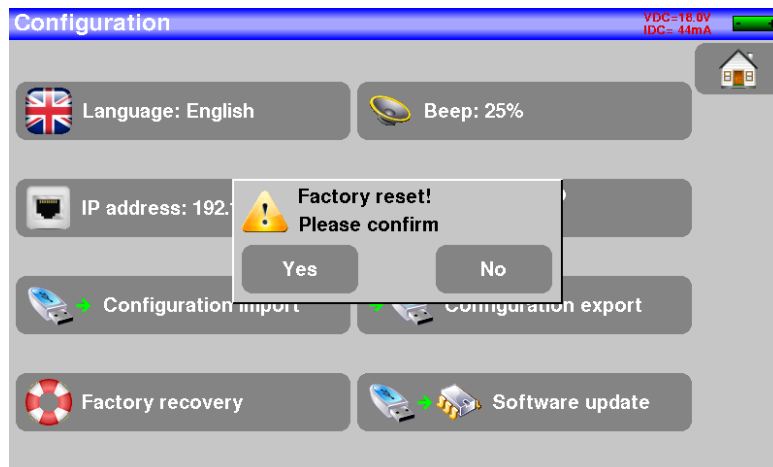 Configuration
VDC=18.0V
IDC= 44mA
Language: English
Beep: 25%
IP address: 192.
Factory reset!
Please confirm
Yes
No
Configuration import
Configuration export
Factory recovery
Software update